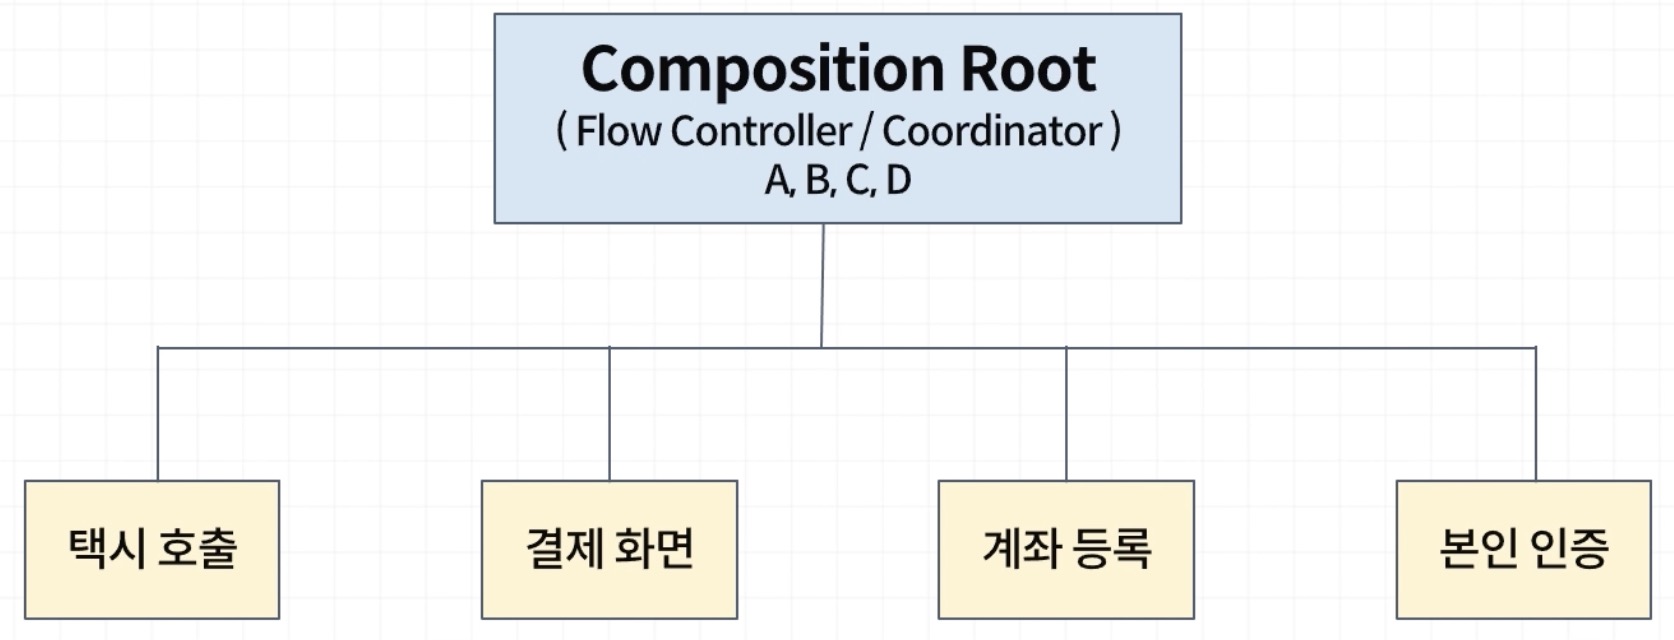 Composition Root
( Flow Controller / Coordinator )
A, B, C, D
택시 호출
결제 화면
계좌 등록
본인 인증